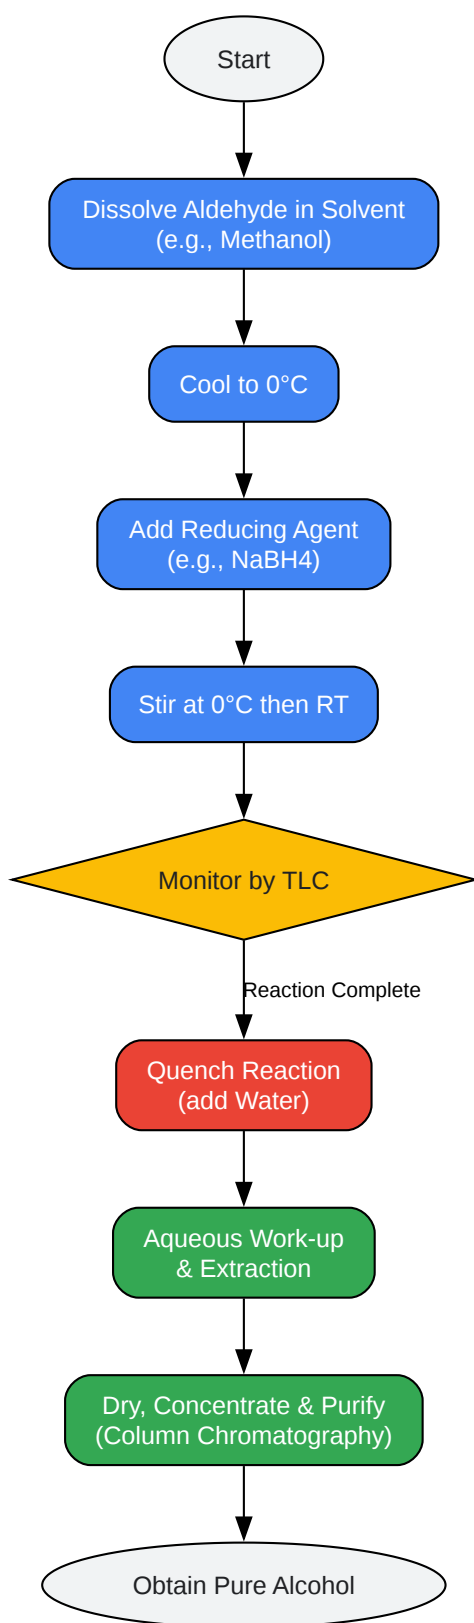 Start
Dissolve Aldehyde in Solvent
(e.g., Methanol)
Cool to 0°C
Add Reducing Agent
(e.g., NaBH4)
Stir at 0°C then RT
Monitor by TLC
Reaction Complete
Quench Reaction
(add Water)
Aqueous Work-up
& Extraction
Dry, Concentrate & Purify
(Column Chromatography)
Obtain Pure Alcohol